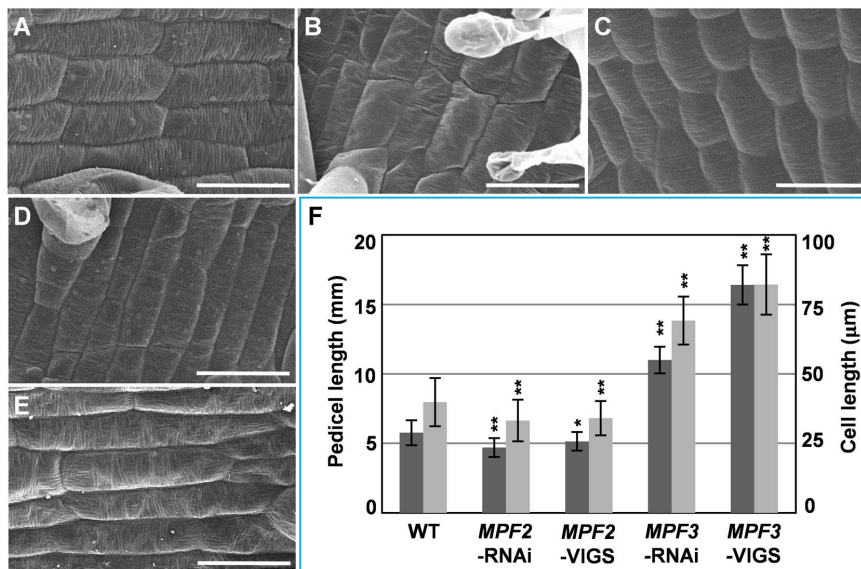 A
B
C
D
E
F
20
15
10
5
0
Pedicel length (mm)
100
75
50
25
0
Cell length (µm)
**
**
*
**
**
**
**
**
WT
MPF2
-RNAi
MPF2
-VIGS
MPF3
-RNAi
MPF3
-VIGS